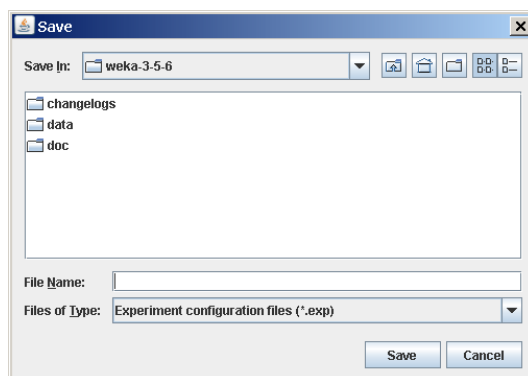 Save
Save In: weka-3-5-6
changelogs
data
doc
File Name:
Files of Type: Experiment configuration files (*.exp)
Save Cancel